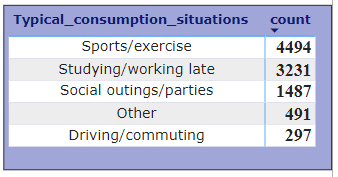 Typical_consumption_situations count
Sports/exercise 4494
Studying/working late 3231
Social outings/parties 1487
Other 491
Driving/commuting 297